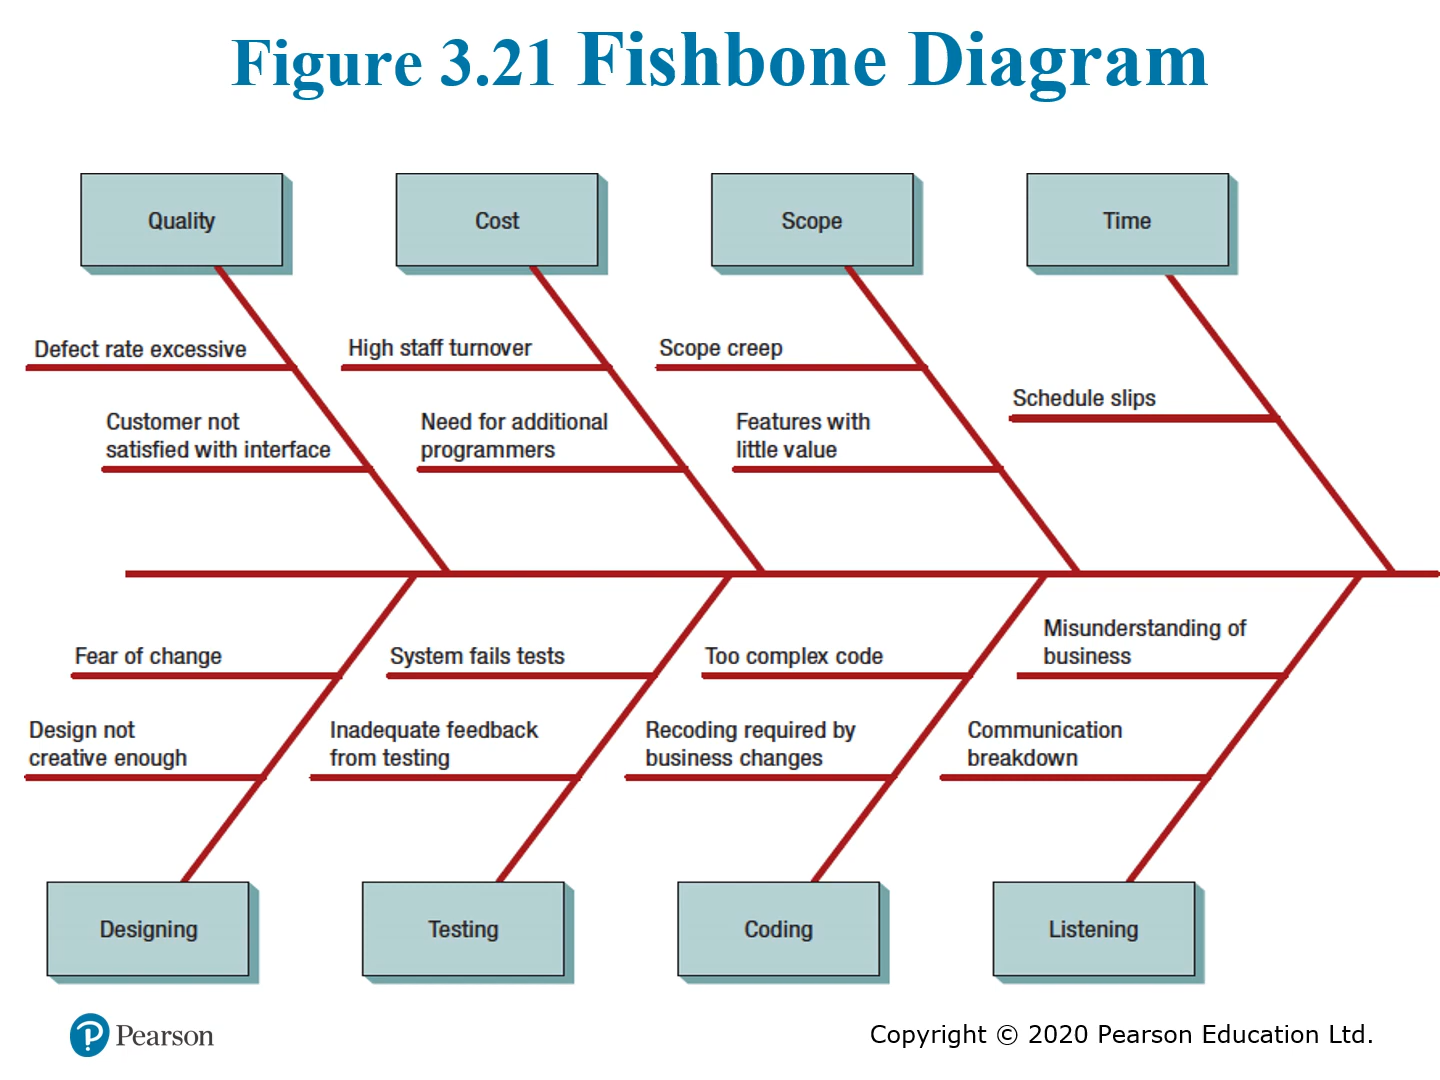 Figure 3.21 Fishbone Diagram
Quality
Cost
Scope
Time
Defect rate excessive
High staff turnover
Scope creep
Schedule slips
Customer not
satisfied with interface
Need for additional
programmers
Features with
little value
Fear of change
System fails tests
Too complex code
Misunderstanding of
business
Design not
creative enough
Inadequate feedback
from testing
Recoding required by
business changes
Communication
breakdown
Designing
Testing
Coding
Listening
Pearson
Copyright © 2020 Pearson Education Ltd.